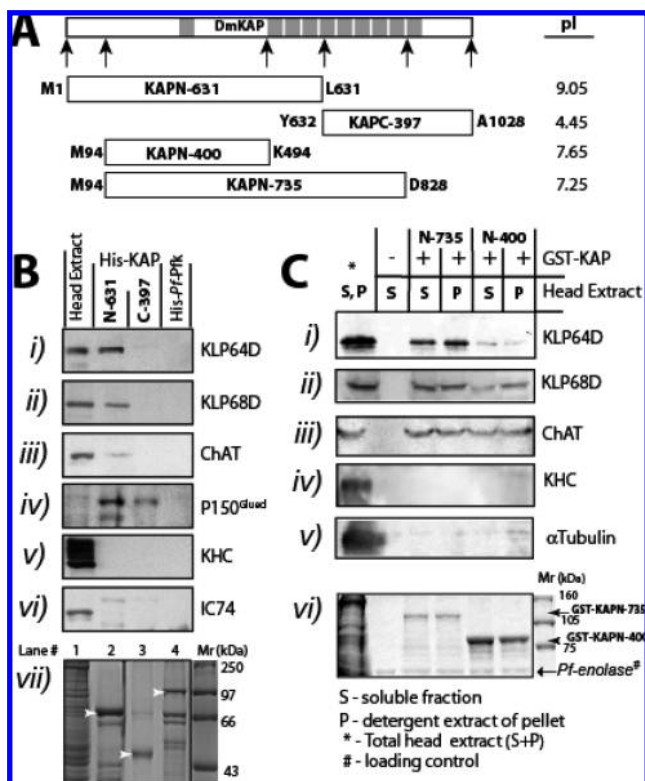 A
DmKAP
pI
M1 KAPN-631 L631 9.05
Y632 KAPC-397 A1028 4.45
M94 KAPN-400 K494 7.65
M94 KAPN-735 D828 7.25
B
Head Extract
His-KAP
N-631
C-397
His-Pf-Pfk
i) KLP64D
ii) KLP68D
iii) ChAT
iv) P150Glued
v) KHC
vi) IC74
Lane # 1 2 3 4 Mr(kDa)
vii)
250
97
66
43
C
N-735 N-400
* - + + + + GST-KAP
S,P S S P S P Head Extract
i) KLP64D
ii) KLP68D
iii) ChAT
iv) KHC
v) αTubulin
Mr (kDa)
vi)
160
GST-KAPN-735
105
GST-KAPN-400
75
Pf-enolase#
S - soluble fraction
P - detergent extract of pellet
* - Total head extract (S+P)
# - loading control